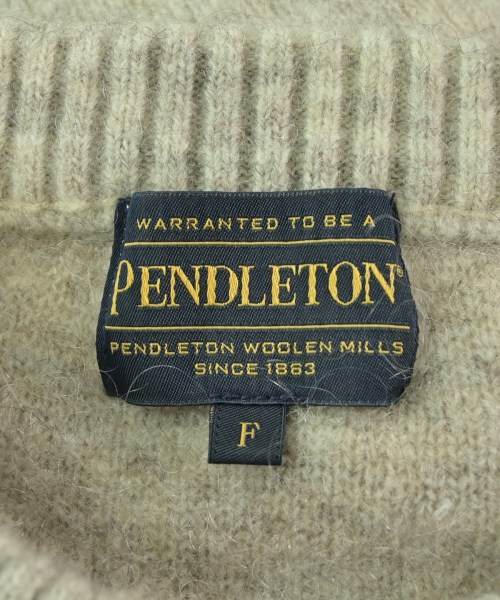 WARRANTED TO BE A
PENDLETON®
PENDLETON WOOLEN MILLS
SINCE 1863
F